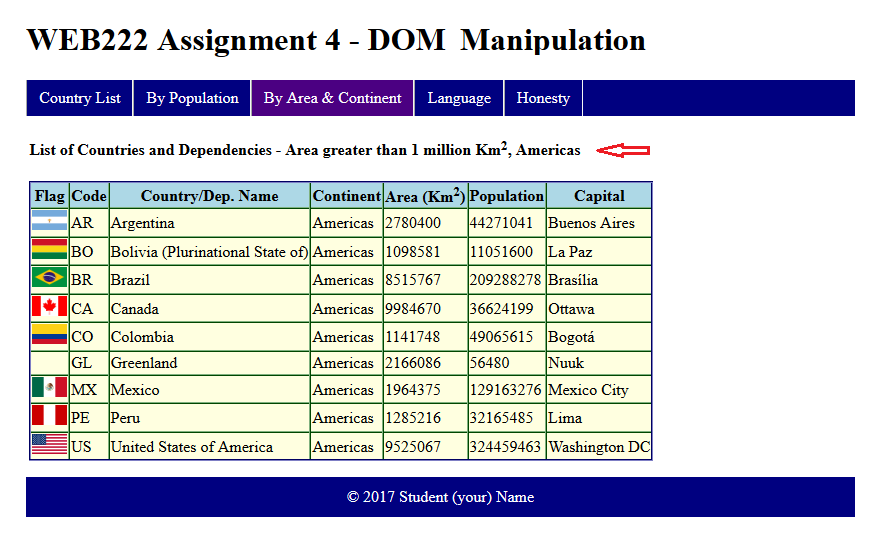 WEB222 Assignment 4 - DOM Manipulation
Country List By Population By Area & Continent Language Honesty
List of Countries and Dependencies - Area greater than 1 million Km², Americas
Flag Code Country/Dep. Name Continent Area (Km²) Population Capital
AR Argentina Americas 2780400 44271041 Buenos Aires
BO Bolivia (Plurinational State of) Americas 1098581 11051600 La Paz
BR Brazil Americas 8515767 209288278 Brasília
CA Canada Americas 9984670 36624199 Ottawa
CO Colombia Americas 1141748 49065615 Bogotá
GL Greenland Americas 2166086 56480 Nuuk
MX Mexico Americas 1964375 129163276 Mexico City
PE Peru Americas 1285216 32165485 Lima
US United States of America Americas 9525067 324459463 Washington DC
© 2017 Student (your) Name